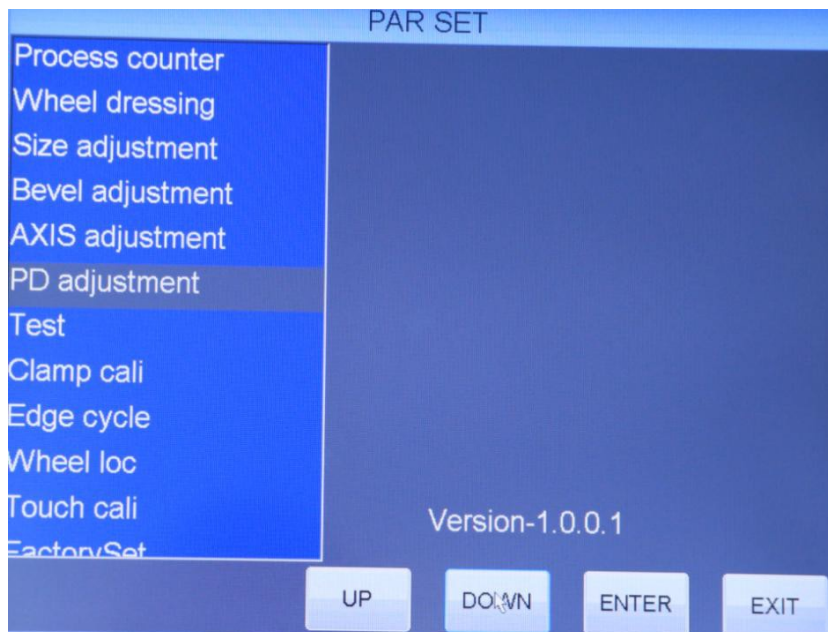 PAR SET
Process counter
Wheel dressing
Size adjustment
Bevel adjustment
AXIS adjustment
PD adjustment
Test
Clamp cali
Edge cycle
Wheel loc
Touch cali
FactorySet
Version-1.0.0.1
UP
DOWN
ENTER
EXIT